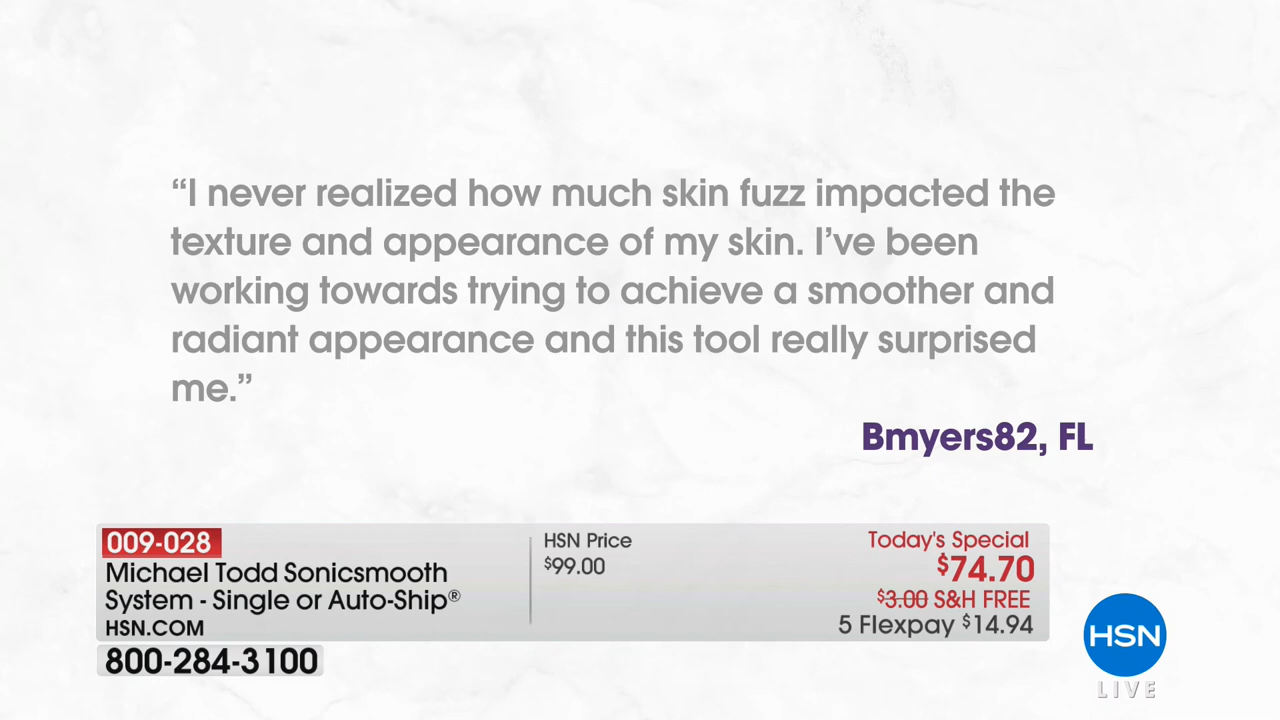 “I never realized how much skin fuzz impacted the
texture and appearance of my skin. I’ve been
working towards trying to achieve a smoother and
radiant appearance and this tool really surprised
me.”
Bmyers82, FL
009-028
Michael Todd Sonicsmooth
System - Single or Auto-Ship®
HSN.COM
800-284-3100
HSN Price
$99.00
Today's Special
$74.70
$3.00 S&H FREE
5 Flexpay $14.94
HSN
LIVE